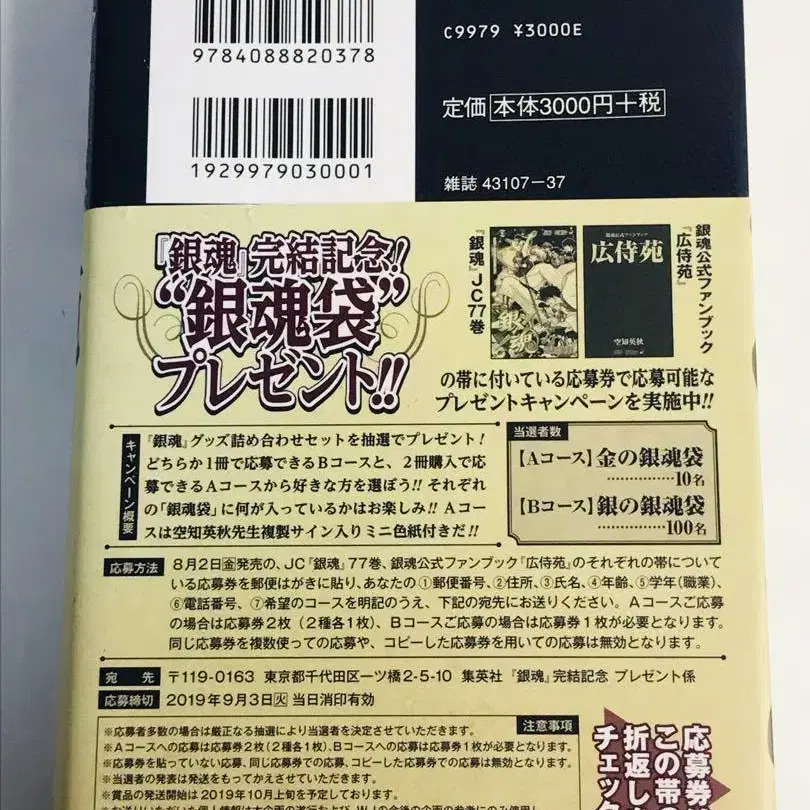 9784088820378
C9979 ¥3000E
1929979030001
定価 本体3000円+税
雑誌 43107-37
『銀魂』完結記念!
“銀魂袋”
プレゼント!!
『銀魂』JC77巻
銀魂公式ファンブック
『広侍苑』
銀魂
銀魂公式ファンブック
広侍苑
空知英秋
の帯に付いている応募券で応募可能な
プレゼントキャンペーンを実施中!!
キャンペーン概要
『銀魂』グッズ詰め合わせセットを抽選でプレゼント!
どちらか1冊で応募できるBコースと、2冊購入で応
募できるAコースから好きな方を選ぼう!! それぞれ
の「銀魂袋」に何が入っているかはお楽しみ!! Aコー
スは空知英秋先生複製サイン入りミニ色紙付きだ!!
当選者数
【Aコース】金の銀魂袋
……………10名
【Bコース】銀の銀魂袋
……………100名
応募方法
8月2日㊎発売の、JC『銀魂』77巻、銀魂公式ファンブック『広侍苑』のそれぞれの帯について
いる応募券を郵便はがきに貼り、あなたの①郵便番号、②住所、③氏名、④年齢、⑤学年(職業)、
⑥電話番号、⑦希望のコースを明記のうえ、下記の宛先にお送りください。Aコースご応募
の場合は応募券2枚(2種各1枚)、Bコースご応募の場合は応募券1枚が必要となります。
同じ応募券を複数使っての応募や、コピーした応募券を用いての応募は無効となります。
宛先 〒119-0163 東京都千代田区一ツ橋2-5-10 集英社『銀魂』完結記念 プレゼント係
応募締切 2019年9月3日㊋ 当日消印有効
注意事項
※応募者多数の場合は厳正なる抽選により当選者を決定させていただきます。
※Aコースへの応募は応募券2枚(2種各1枚)、Bコースへの応募は応募券1枚が必要となります。
※応募券を貼っていない応募、同じ応募券での応募、コピーした応募券での応募は無効となります。
※当選者の発表は発送をもってかえさせていただきます。
※賞品の発送開始は2019年10月上旬を予定しております。
応募券
この帯
折返し
チェック